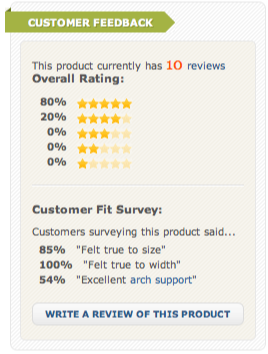 CUSTOMER FEEDBACK
This product currently has 10 reviews
Overall Rating:
80%
20%
0%
0%
0%
Customer Fit Survey:
Customers surveying this product said...
85% "Felt true to size"
100% "Felt true to width"
54% "Excellent arch support"
WRITE A REVIEW OF THIS PRODUCT